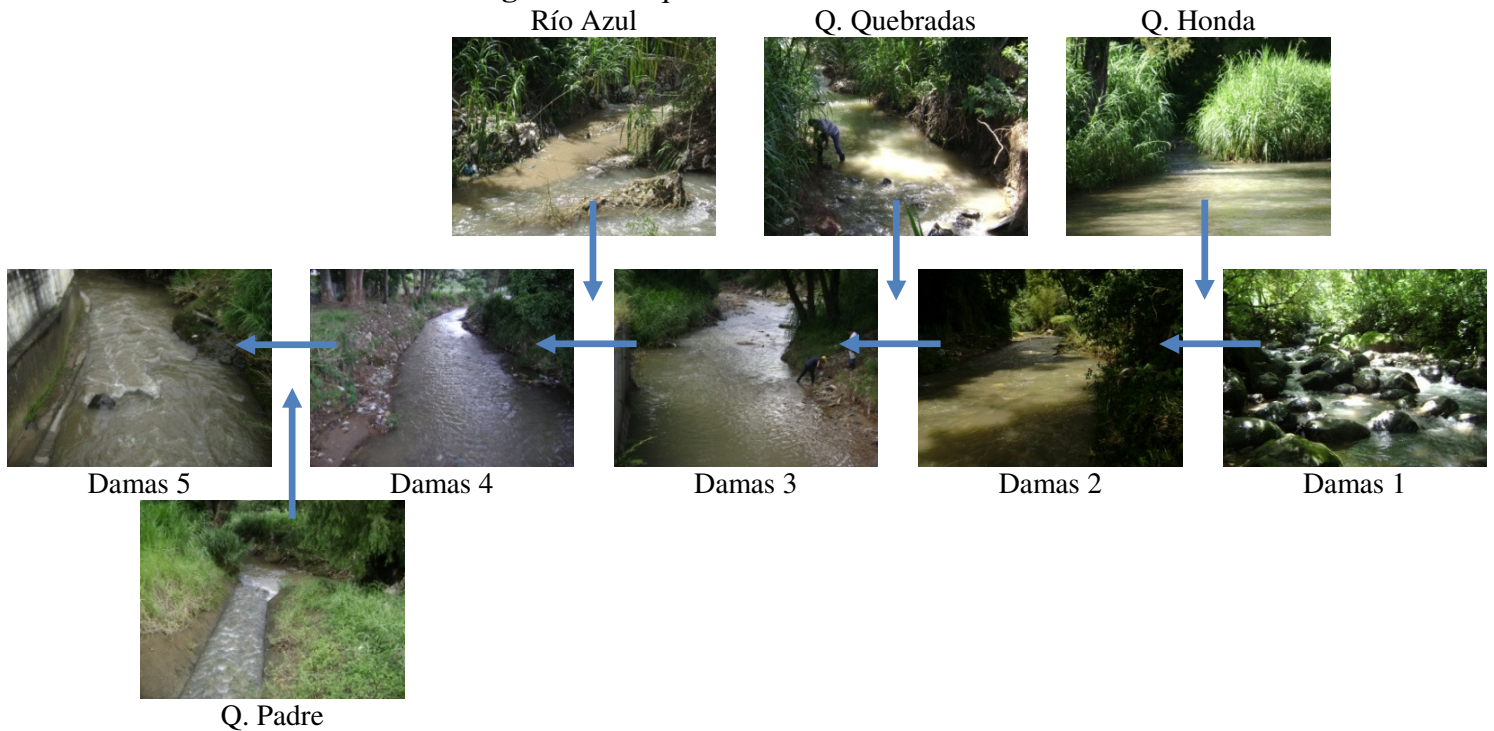 Río Azul
Q. Quebradas
Q. Honda
Damas 5
Damas 4
Damas 3
Damas 2
Damas 1
Q. Padre